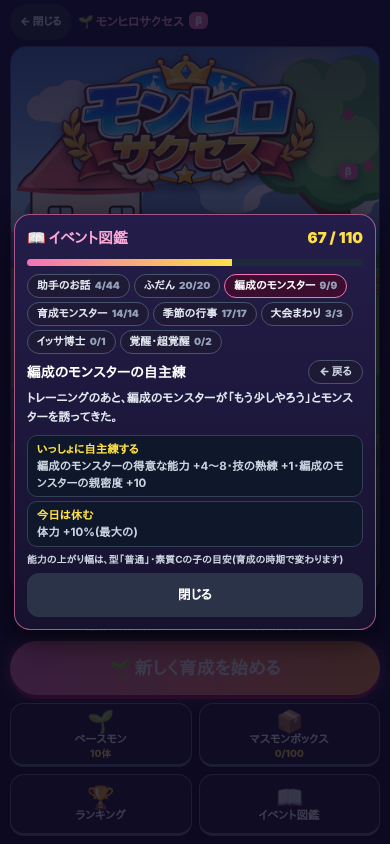 ← 閉じる 🌱 モンヒロサクセス β
モンヒロ
サクセス
β
📖 イベント図鑑 67 / 110
助手のお話 4/44 ふだん 20/20 編成のモンスター 9/9
育成モンスター 14/14 季節の行事 17/17 大会まわり 3/3
イッサ博士 0/1 覚醒・超覚醒 0/2
編成のモンスターの自主練 ← 戻る
トレーニングのあと、編成のモンスターが「もう少しやろう」とモンス
ターを誘ってきた。
いっしょに自主練する
編成のモンスターの得意な能力 +4〜8・技の熟練 +1・編成のモ
ンスターの親密度 +10
今日は休む
体力 +10%(最大の)
能力の上がり幅は、型「普通」・素質Cの子の目安(育成の時期で変わります)
閉じる
🌱 新しく育成を始める
🌱 📦
ベースモン マスモンボックス
10体 0/100
🏆 📖
ランキング イベント図鑑